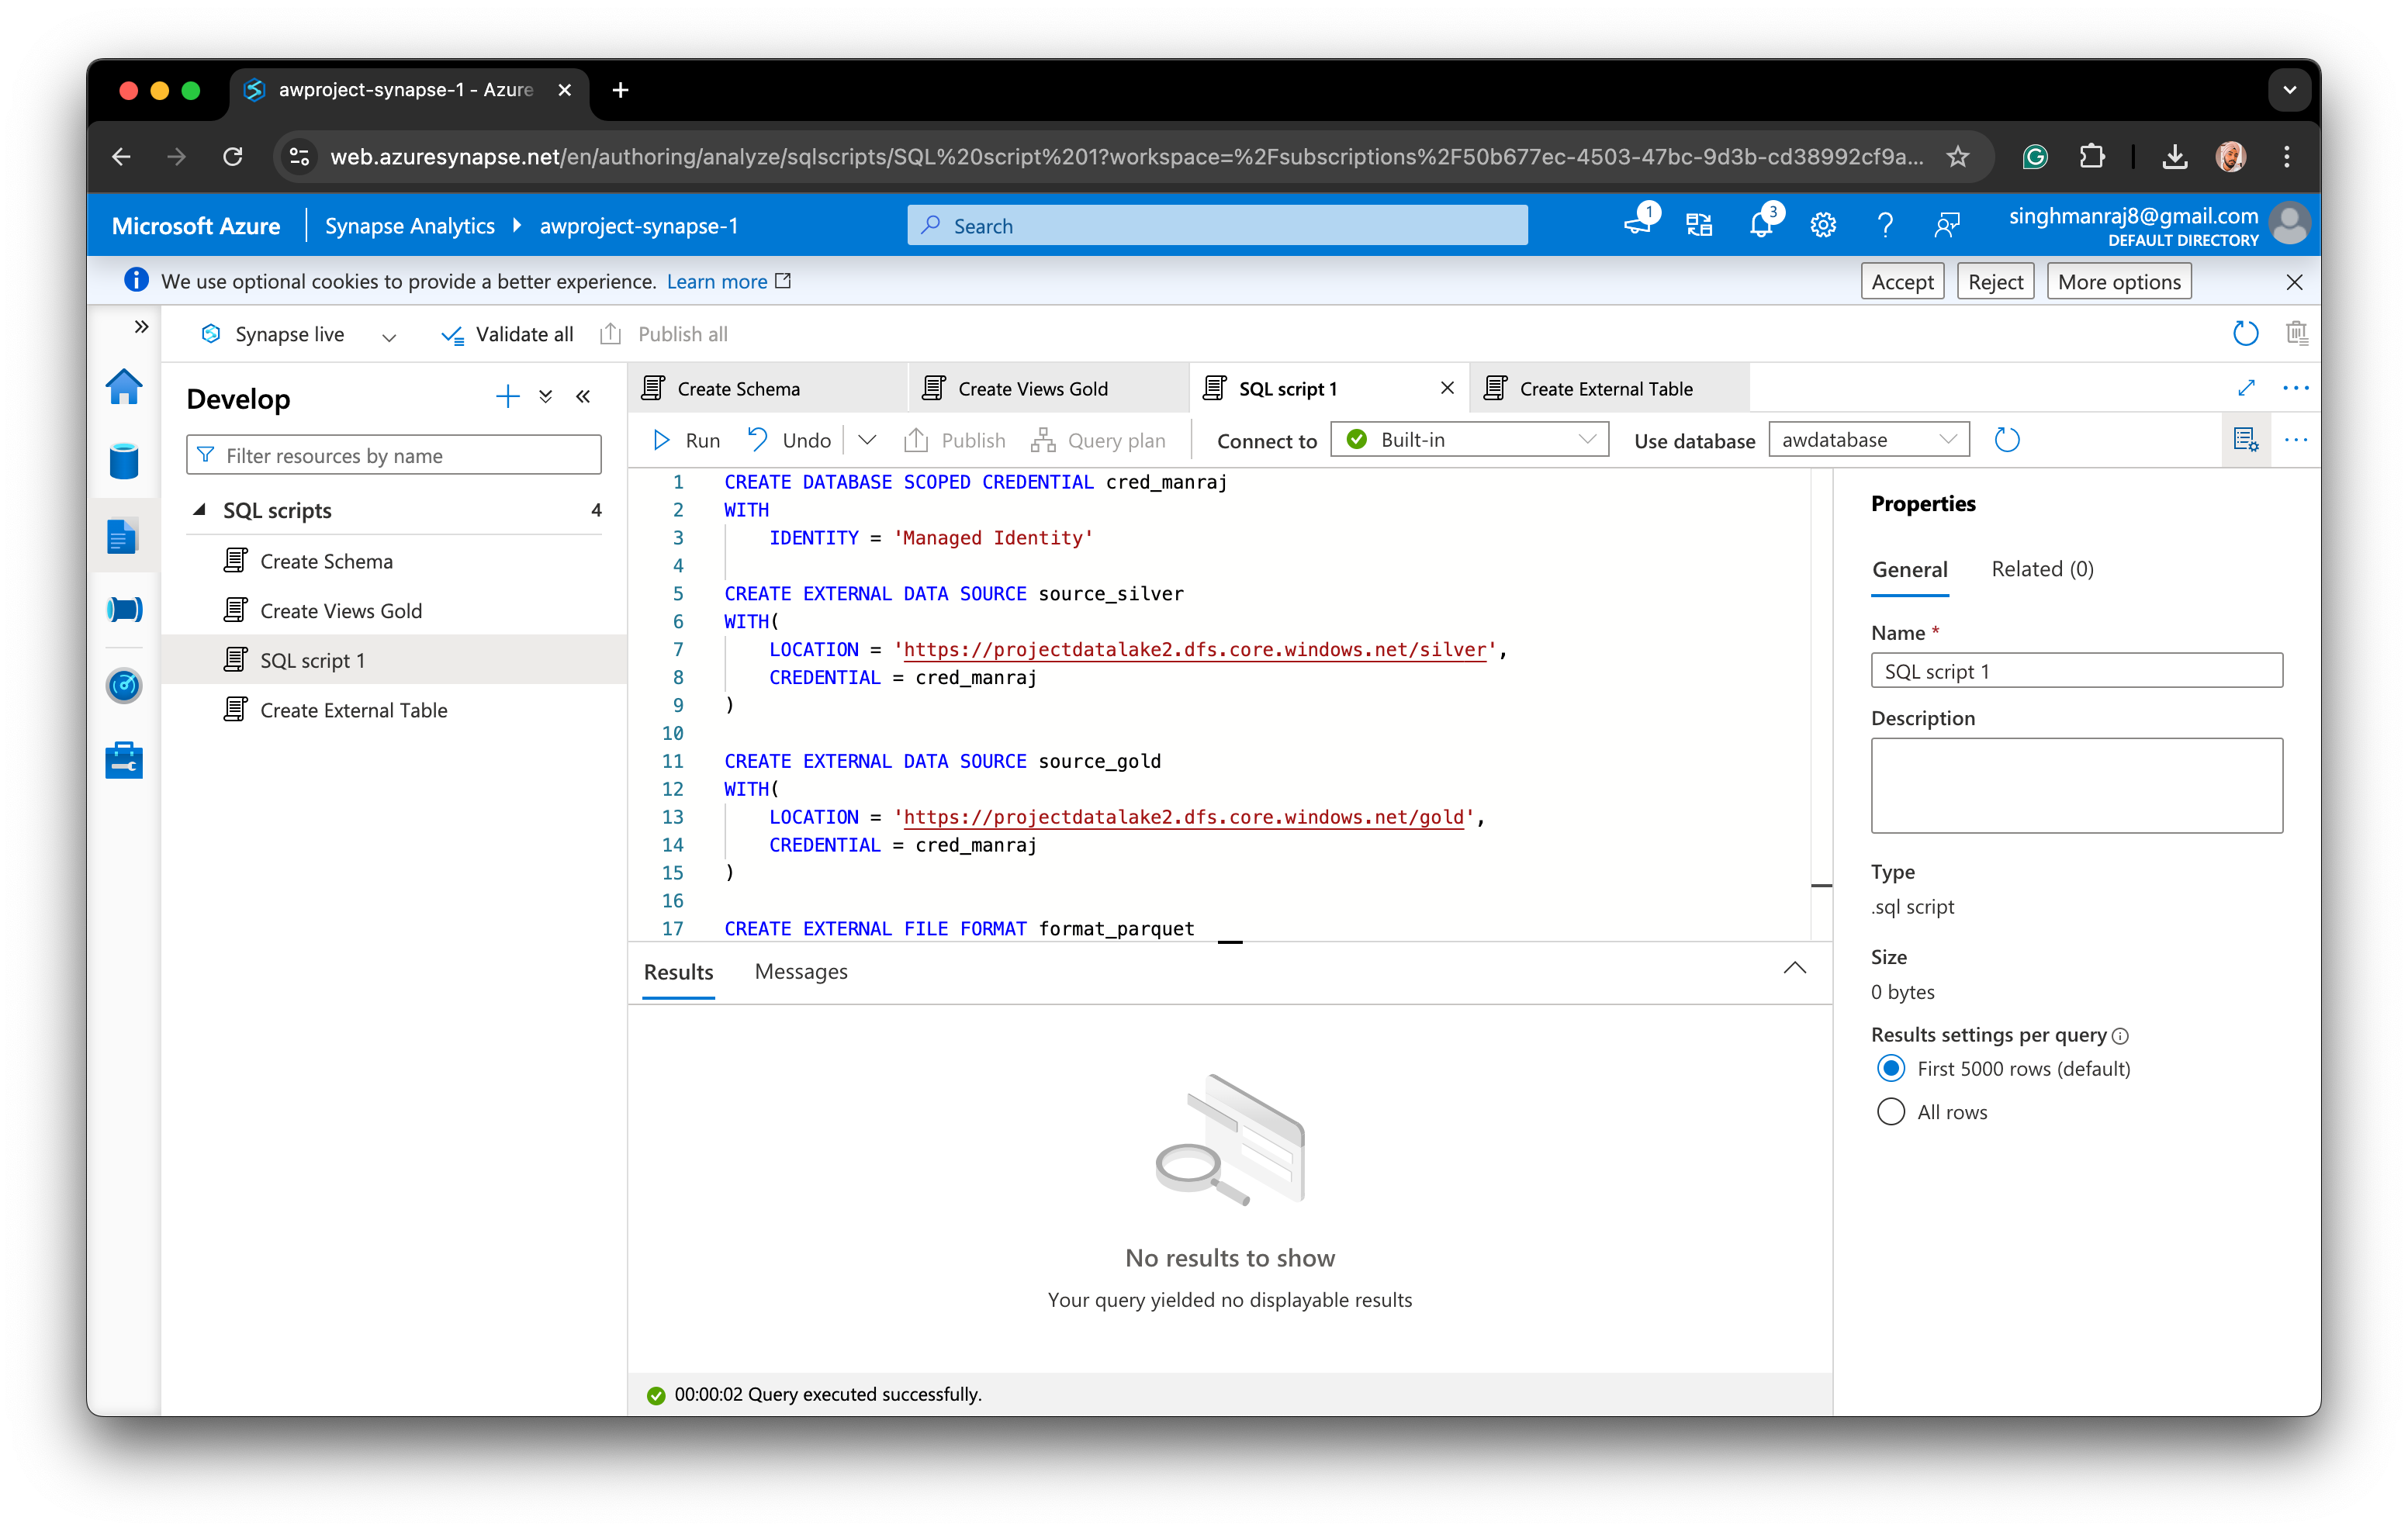 awproject-synapse-1 - Azure
web.azuresynapse.net/en/authoring/analyze/sqlscripts/SQL%20script%201?workspace=%2Fsubscriptions%2F50b677ec-4503-47bc-9d3b-cd38992cf9a...
Microsoft Azure
Synapse Analytics
awproject-synapse-1
Search
1
3
singhmanraj8@gmail.com
DEFAULT DIRECTORY
We use optional cookies to provide a better experience. Learn more
Accept
Reject
More options
Synapse live
Validate all
Publish all
Develop
Filter resources by name
SQL scripts
4
Create Schema
Create Views Gold
SQL script 1
Create External Table
Create Schema
Create Views Gold
SQL script 1
Create External Table
Run
Undo
Publish
Query plan
Connect to
Built-in
Use database
awdatabase
1 CREATE DATABASE SCOPED CREDENTIAL cred_manraj
2 WITH
3 IDENTITY = 'Managed Identity'
4
5 CREATE EXTERNAL DATA SOURCE source_silver
6 WITH(
7 LOCATION = 'https://projectdatalake2.dfs.core.windows.net/silver',
8 CREDENTIAL = cred_manraj
9 )
10
11 CREATE EXTERNAL DATA SOURCE source_gold
12 WITH(
13 LOCATION = 'https://projectdatalake2.dfs.core.windows.net/gold',
14 CREDENTIAL = cred_manraj
15 )
16
17 CREATE EXTERNAL FILE FORMAT format_parquet
Results
Messages
No results to show
Your query yielded no displayable results
00:00:02 Query executed successfully.
Properties
General
Related (0)
Name *
SQL script 1
Description
Type
.sql script
Size
0 bytes
Results settings per query
First 5000 rows (default)
All rows